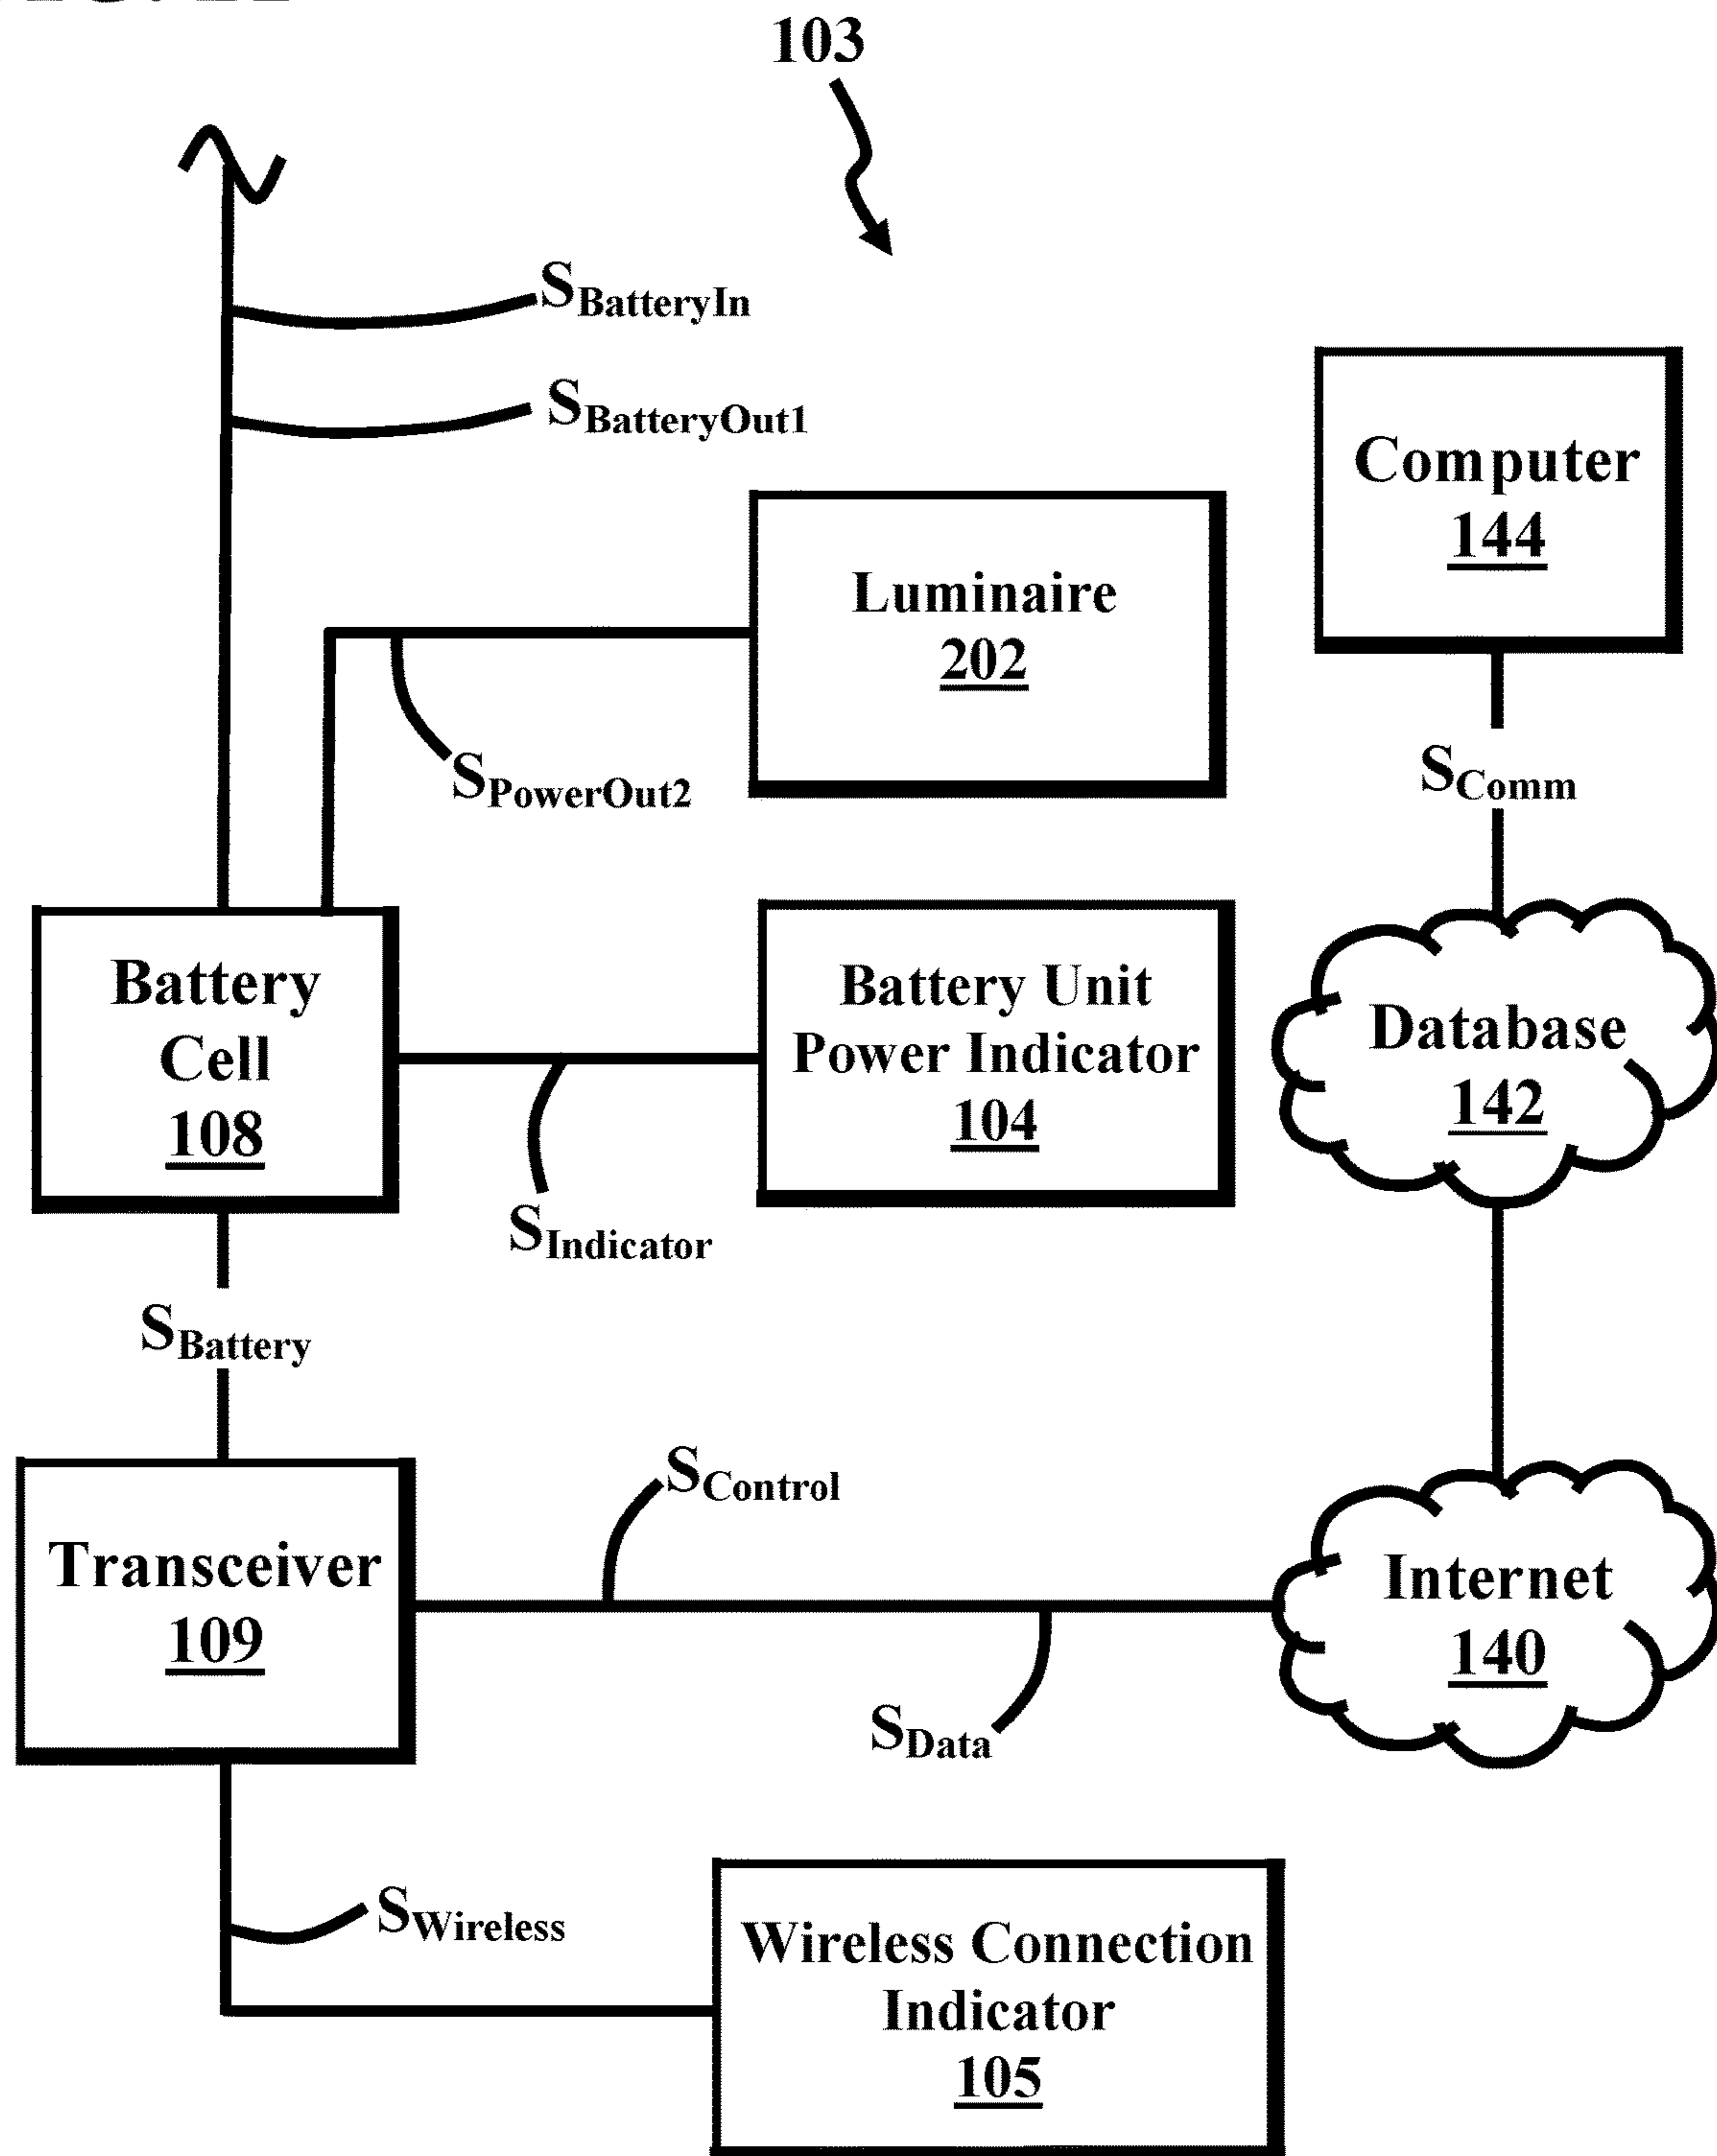 103
SBatteryIn
SBatteryOut1
Computer
144
Luminaire
202
SPowerOut2
SComm
Battery
Cell
108
Battery Unit
Power Indicator
104
Database
142
SIndicator
SBattery
SControl
Transceiver
109
Internet
140
SData
SWireless
Wireless Connection
Indicator
105